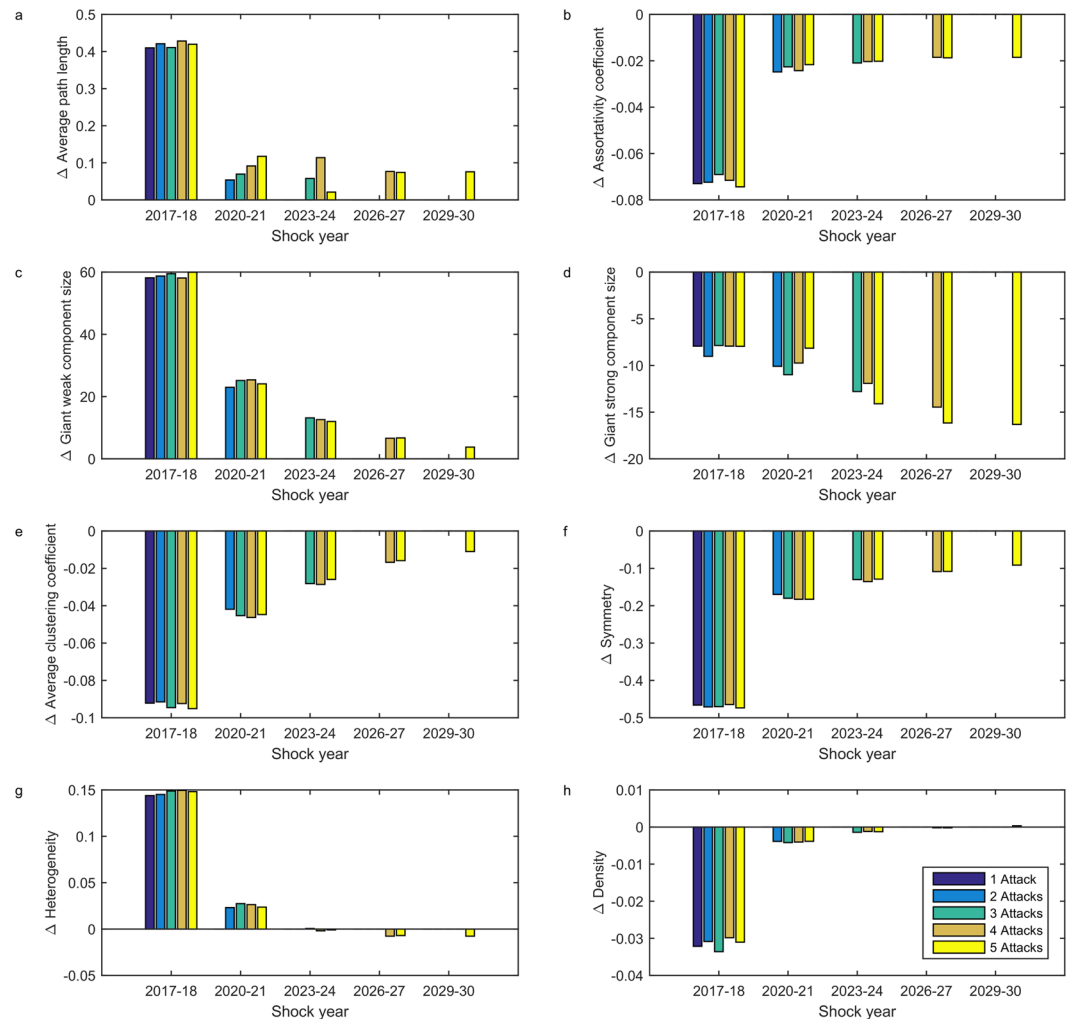 a
Δ Average path length
0.5
0.4
0.3
0.2
0.1
0
2017-18 2020-21 2023-24 2026-27 2029-30
Shock year
b
Δ Assortativity coefficient
0
-0.02
-0.04
-0.06
-0.08
2017-18 2020-21 2023-24 2026-27 2029-30
Shock year
c
Δ Giant weak component size
60
40
20
0
2017-18 2020-21 2023-24 2026-27 2029-30
Shock year
d
Δ Giant strong component size
0
-5
-10
-15
-20
2017-18 2020-21 2023-24 2026-27 2029-30
Shock year
e
Δ Average clustering coefficient
0
-0.02
-0.04
-0.06
-0.08
-0.1
2017-18 2020-21 2023-24 2026-27 2029-30
Shock year
f
Δ Symmetry
0
-0.1
-0.2
-0.3
-0.4
-0.5
2017-18 2020-21 2023-24 2026-27 2029-30
Shock year
g
Δ Heterogeneity
0.15
0.1
0.05
0
-0.05
2017-18 2020-21 2023-24 2026-27 2029-30
Shock year
h
Δ Density
0.01
0
-0.01
-0.02
-0.03
-0.04
2017-18 2020-21 2023-24 2026-27 2029-30
Shock year
1 Attack
2 Attacks
3 Attacks
4 Attacks
5 Attacks